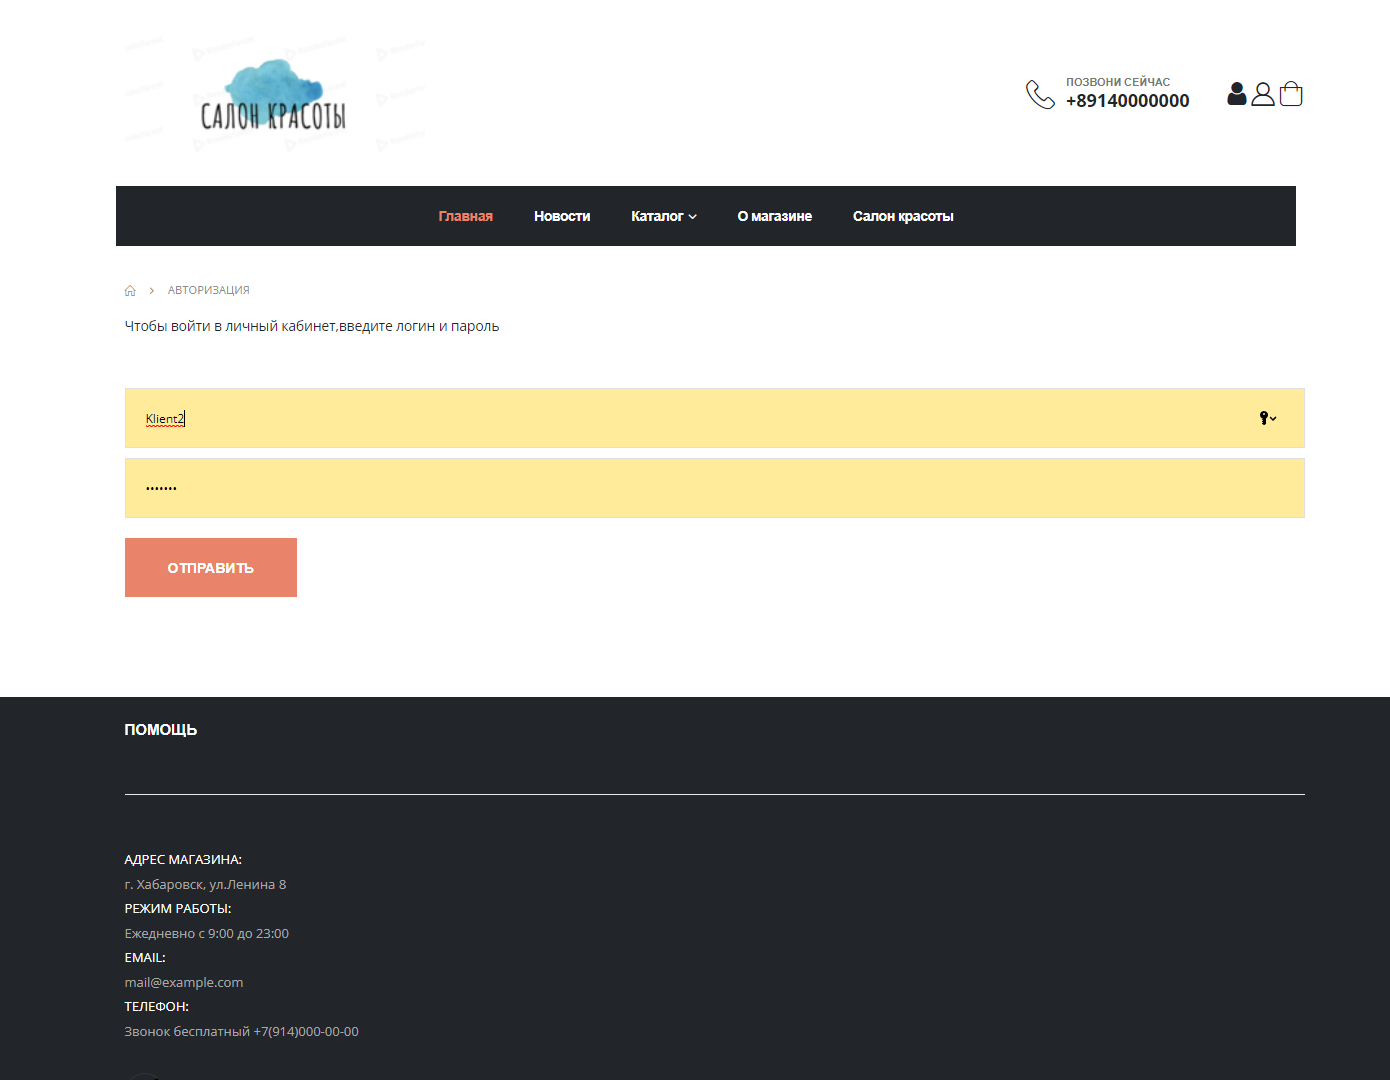 САЛОН КРАСОТЫ
ПОЗВОНИ СЕЙЧАС
+89140000000
Главная Новости Каталог О магазине Салон красоты
АВТОРИЗАЦИЯ
Чтобы войти в личный кабинет,введите логин и пароль
Klient2
•••••••
ОТПРАВИТЬ
ПОМОЩЬ
АДРЕС МАГАЗИНА:
г. Хабаровск, ул.Ленина 8
РЕЖИМ РАБОТЫ:
Ежедневно с 9:00 до 23:00
EMAIL:
mail@example.com
ТЕЛЕФОН:
Звонок бесплатный +7(914)000-00-00